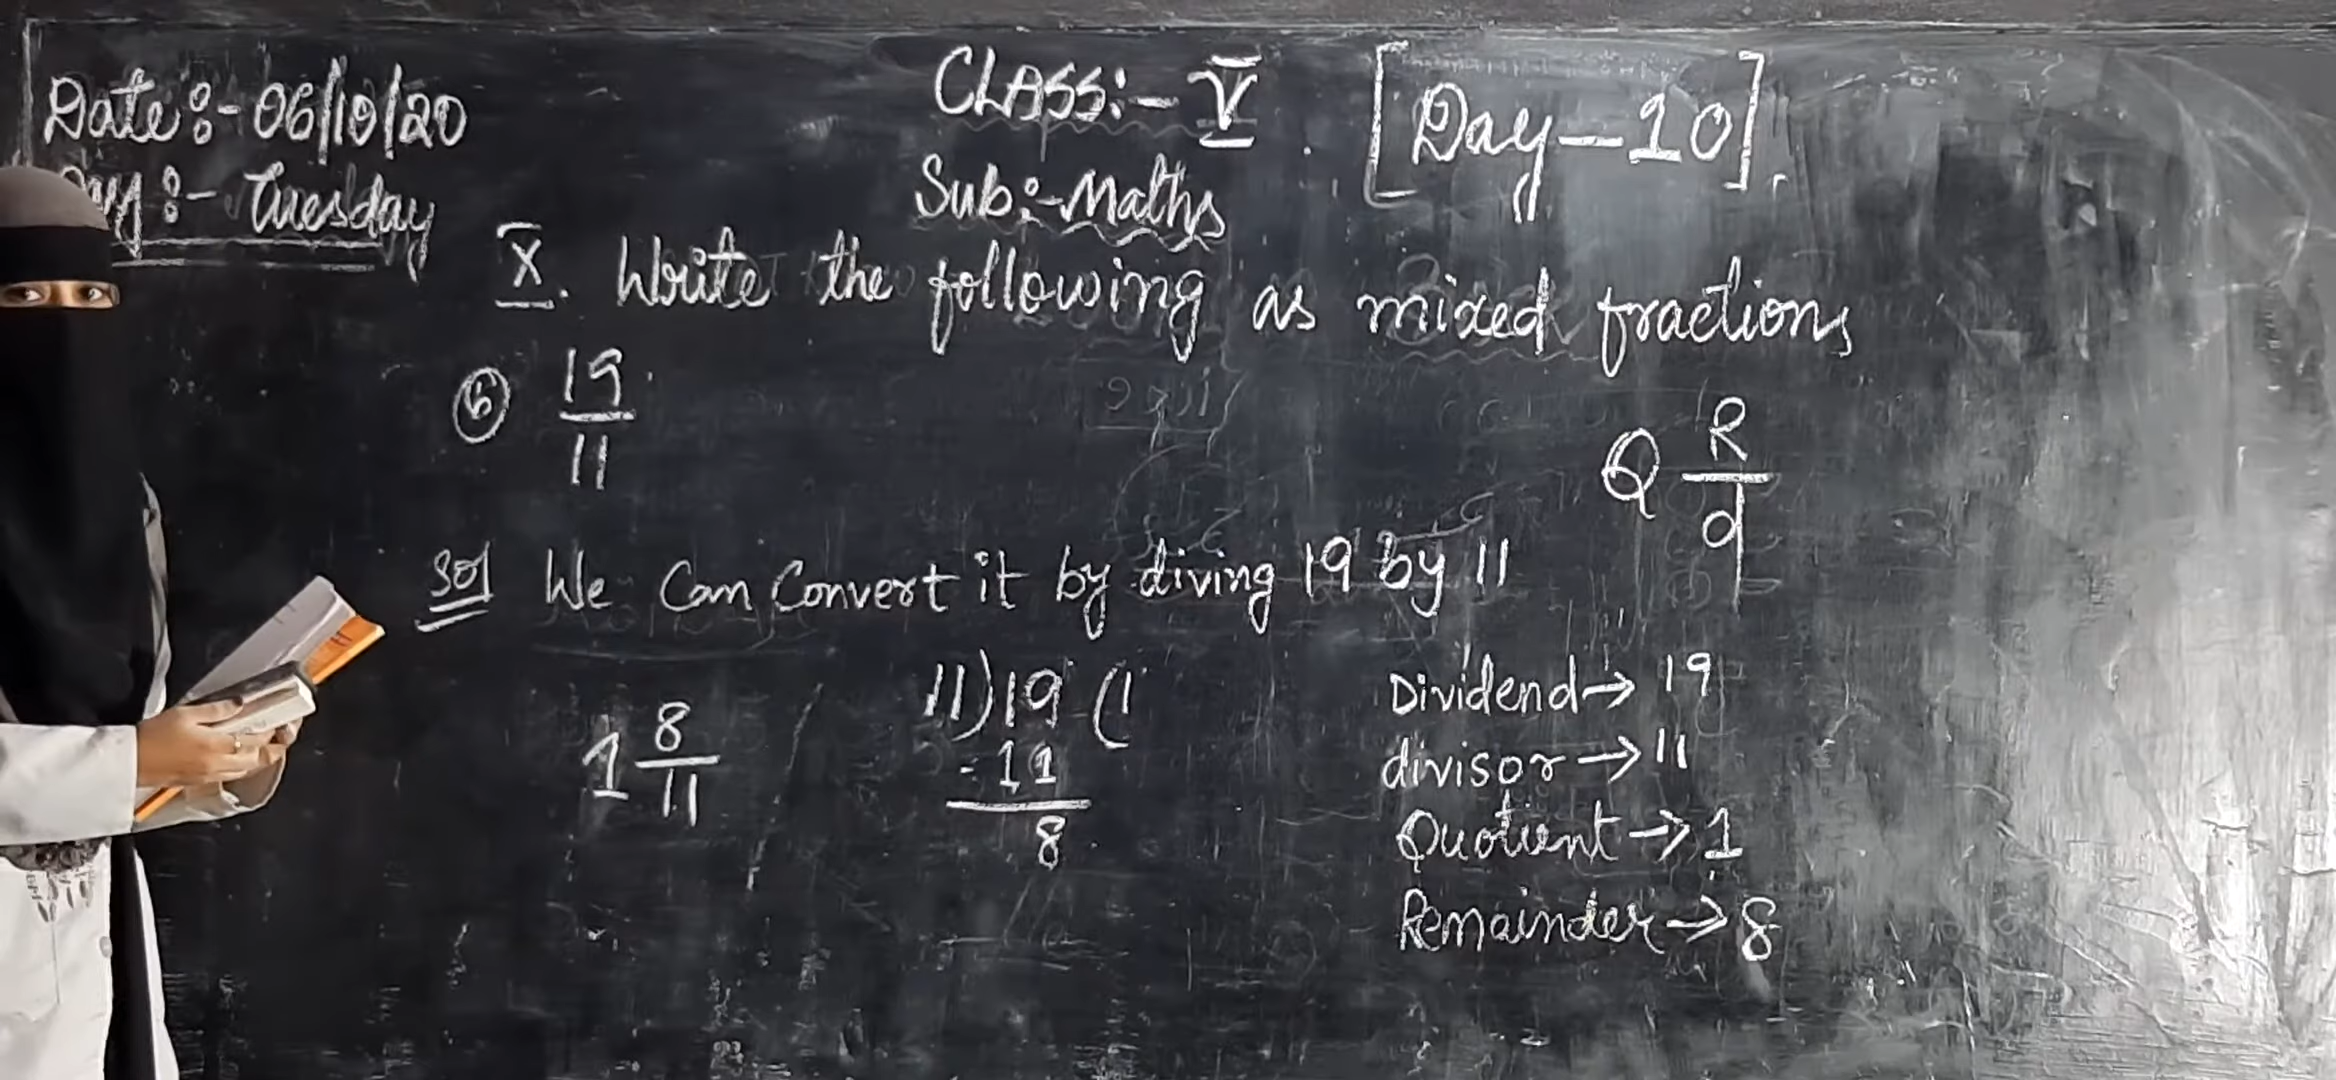 Date :- 06/10/20
Day :- Tuesday
CLASS:- V
Sub:- Maths
[Day-10].
X. Write the following as mixed fractions
⑥ 19/11
Q R/d
Sol We Can Convert it by diving 19 by 11
1 8/11
11)19(1
-11
8
Dividend→ 19
divisor→ 11
Quotient→ 1
Remainder→ 8